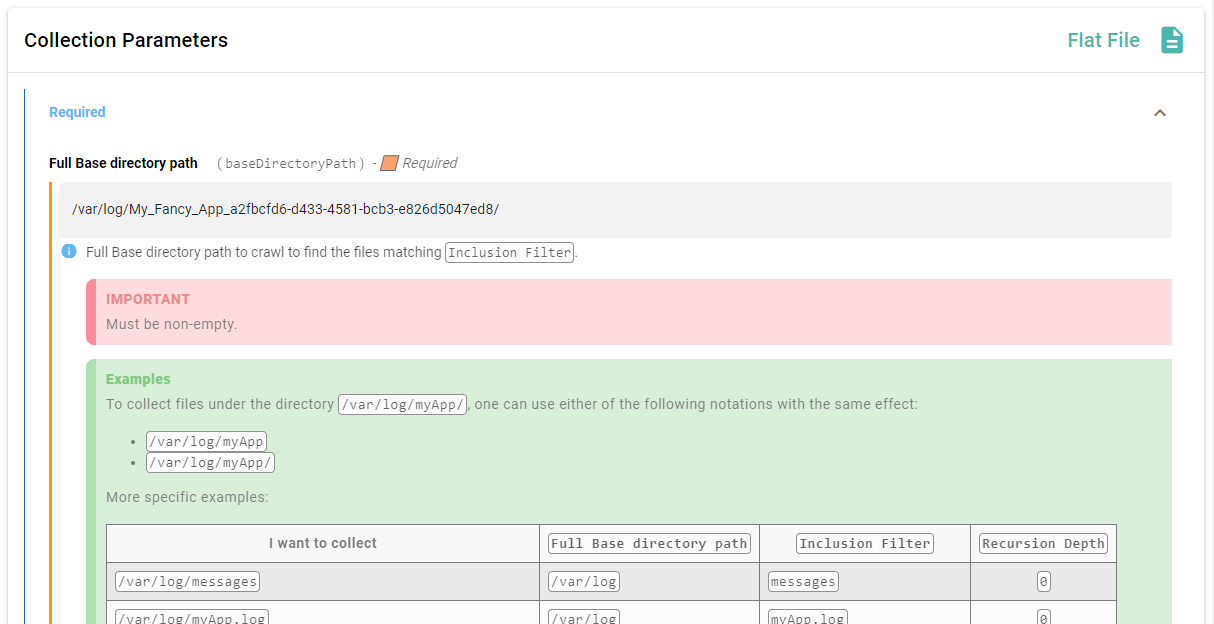 Collection Parameters
Flat File
Required
Full Base directory path (baseDirectoryPath) - Required
/var/log/My_Fancy_App_a2fbcfd6-d433-4581-bcb3-e826d5047ed8/
Full Base directory path to crawl to find the files matching Inclusion Filter.
IMPORTANT
Must be non-empty.
Examples
To collect files under the directory /var/log/myApp/, one can use either of the following notations with the same effect:
• /var/log/myApp
• /var/log/myApp/
More specific examples:
I want to collect Full Base directory path Inclusion Filter Recursion Depth
/var/log/messages /var/log messages 0
/var/log/myApp.log /var/log myApp.log 0